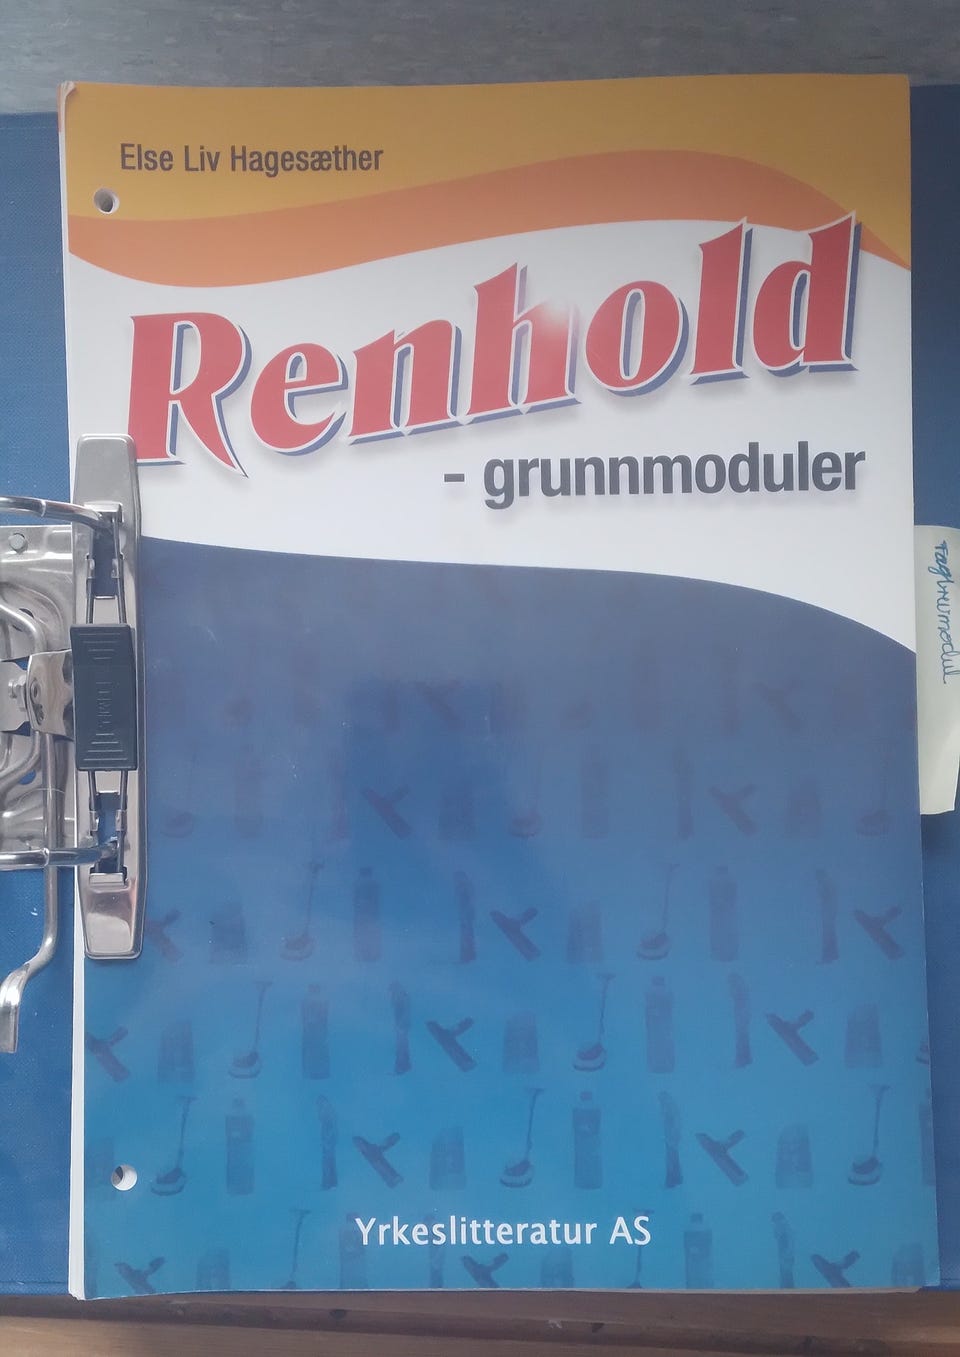 Else Liv Hagesæther
Renhold
- grunnmoduler
Yrkeslitteratur AS